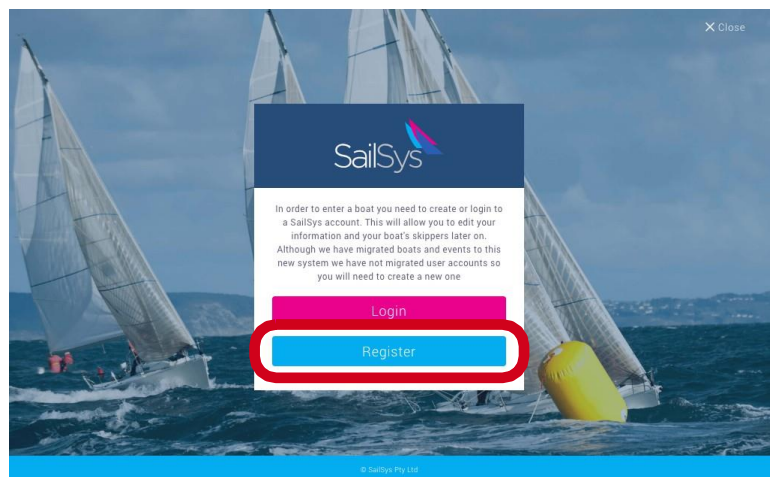 Close
SailSys
In order to enter a boat you need to create or login to
a SailSys account. This will allow you to edit your
information and your boat's skippers later on.
Although we have migrated boats and events to this
new system we have not migrated user accounts so
you will need to create a new one
Login
Register
© SailSys Pty Ltd